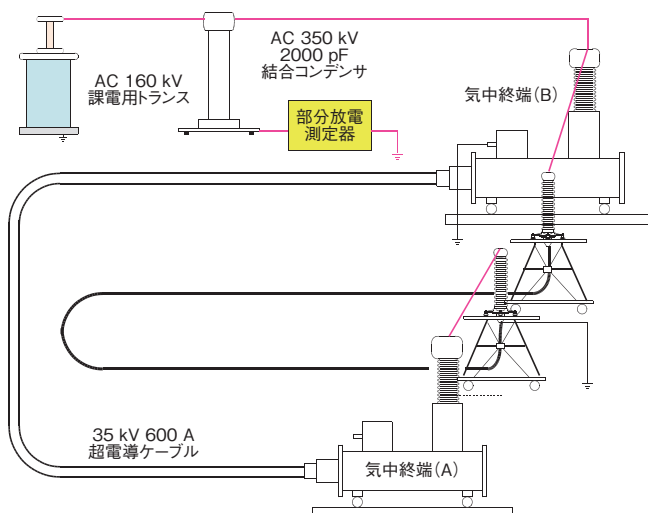 AC 160 kV
課電用トランス
AC 350 kV
2000 pF
結合コンデンサ
部分放電
測定器
気中終端(B)
35 kV 600 A
超電導ケーブル
気中終端(A)